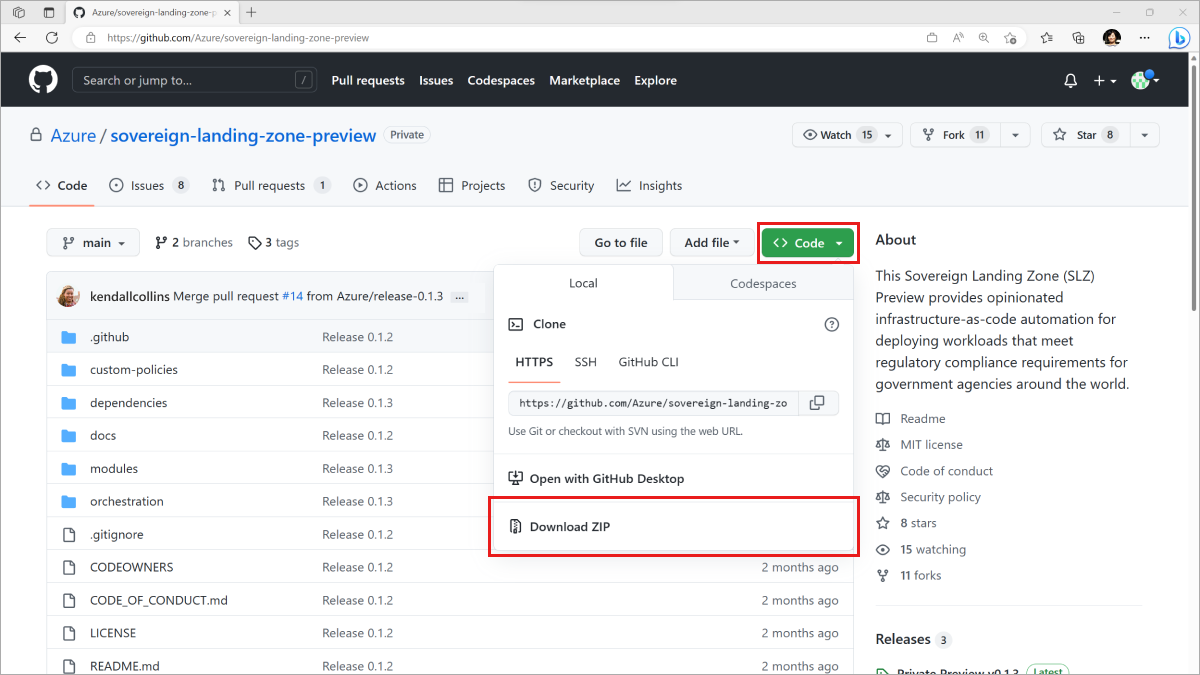 Azure/sovereign-landing-zone-p
https://github.com/Azure/sovereign-landing-zone-preview
Search or jump to... /
Pull requests Issues Codespaces Marketplace Explore
Azure / sovereign-landing-zone-preview Private
Watch 15 Fork 11 Star 8
Code Issues 8 Pull requests 1 Actions Projects Security Insights
main 2 branches 3 tags
Go to file Add file Code
kendallcollins Merge pull request #14 from Azure/release-0.1.3 ...
.github Release 0.1.2
custom-policies Release 0.1.2
dependencies Release 0.1.3
docs Release 0.1.2
modules Release 0.1.3
orchestration Release 0.1.3
.gitignore Release 0.1.2
CODEOWNERS Release 0.1.2 2 months ago
CODE_OF_CONDUCT.md Release 0.1.2 2 months ago
LICENSE Release 0.1.2 2 months ago
README.md Release 0.1.2 2 months ago
Local Codespaces
Clone
HTTPS SSH GitHub CLI
https://github.com/Azure/sovereign-landing-zo
Use Git or checkout with SVN using the web URL.
Open with GitHub Desktop
Download ZIP
About
This Sovereign Landing Zone (SLZ)
Preview provides opinionated
infrastructure-as-code automation for
deploying workloads that meet
regulatory compliance requirements for
government agencies around the world.
Readme
MIT license
Code of conduct
Security policy
8 stars
15 watching
11 forks
Releases 3
Private Preview v0.1.3 Latest